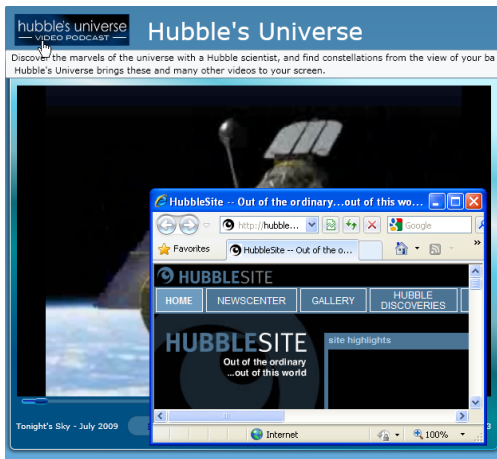 hubble's universe
VIDEO PODCAST
Hubble's Universe
Discover the marvels of the universe with a Hubble scientist, and find constellations from the view of your ba
Hubble's Universe brings these and many other videos to your screen.
HubbleSite -- Out of the ordinary...out of this wo...
http://hubble...
Google
Favorites
HubbleSite -- Out of the o...
»
HUBBLESITE
HOME
NEWSCENTER
GALLERY
HUBBLE
DISCOVERIES
HUBBLESITE
Out of the ordinary
...out of this world
site highlights
Internet
100%
Tonight's Sky - July 2009
3